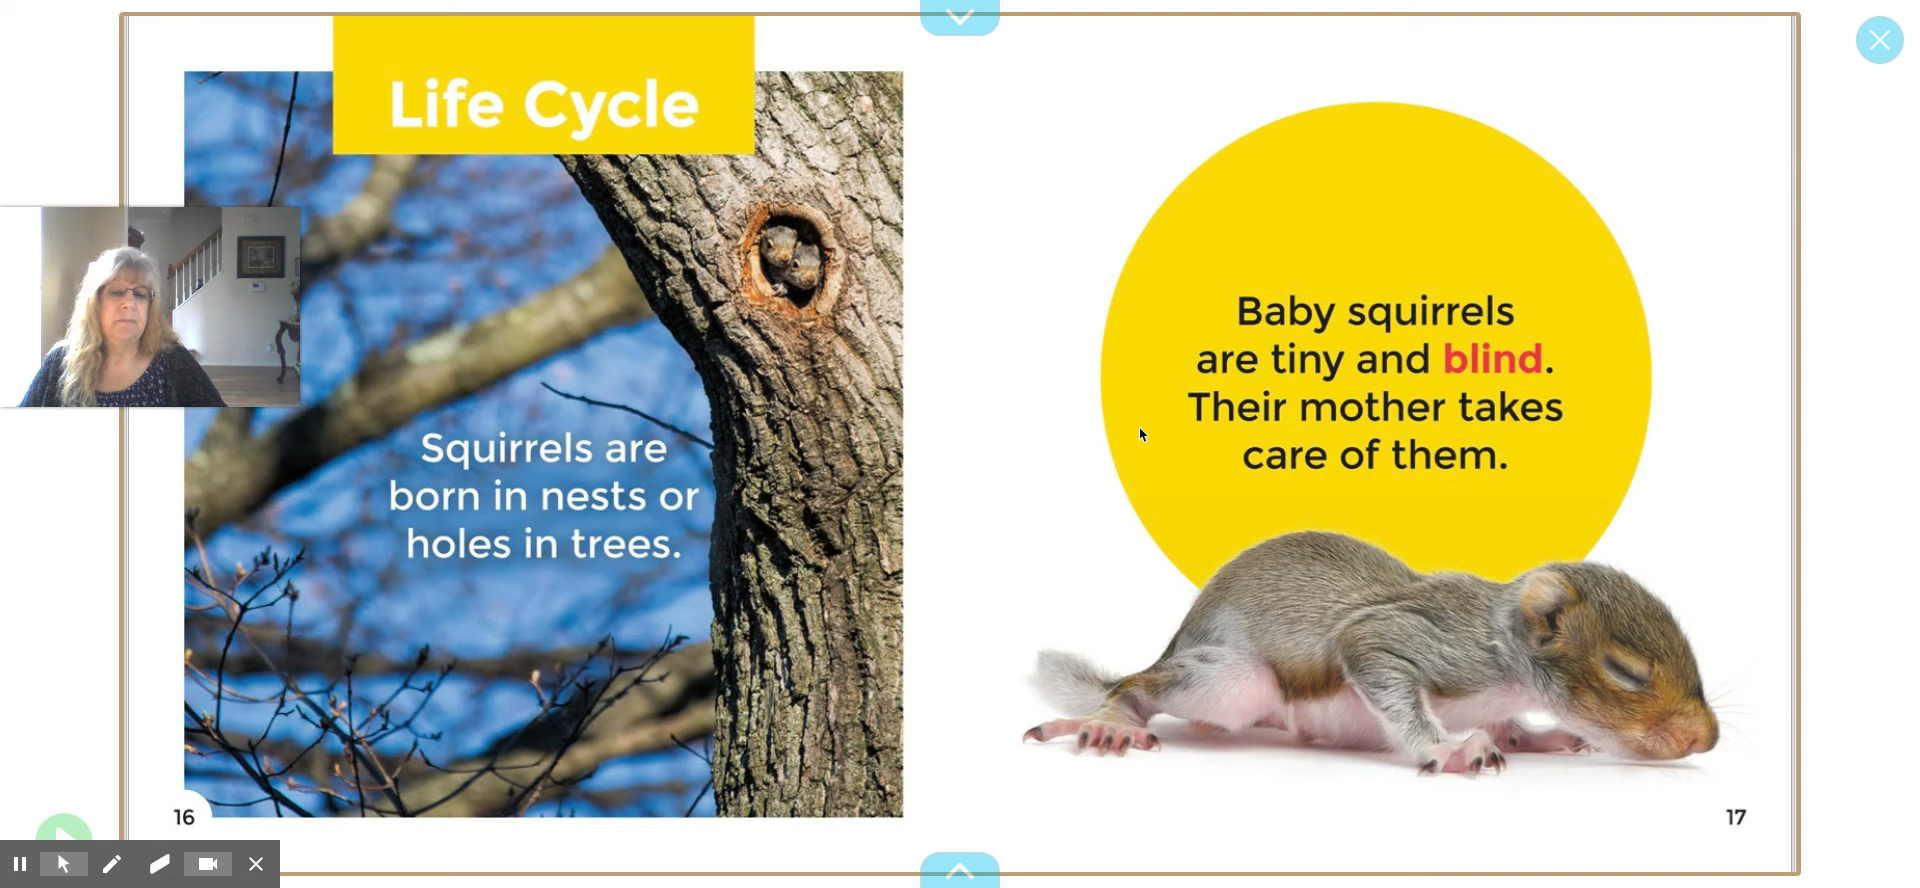 Life Cycle
Squirrels are
born in nests or
holes in trees.
16
Baby squirrels
are tiny and blind.
Their mother takes
care of them.
17